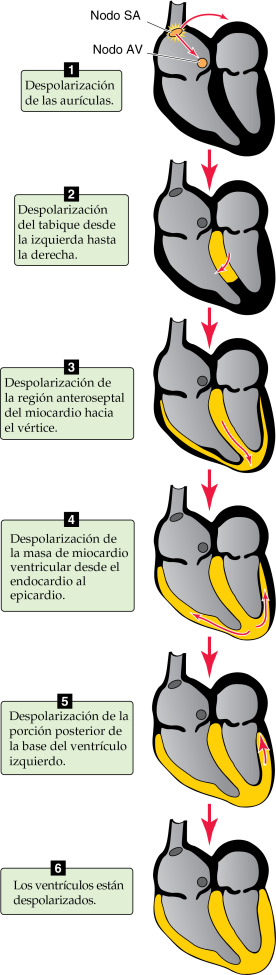 Nodo SA
Nodo AV
1
Despolarización
de las aurículas.
2
Despolarización
del tabique desde
la izquierda hasta
la derecha.
3
Despolarización de
la región anteroseptal
del miocardio hacia
el vértice.
4
Despolarización de
la masa de miocardio
ventricular desde el
endocardio al
epicardio.
5
Despolarización de la
porción posterior de
la base del ventrículo
izquierdo.
6
Los ventrículos están
despolarizados.